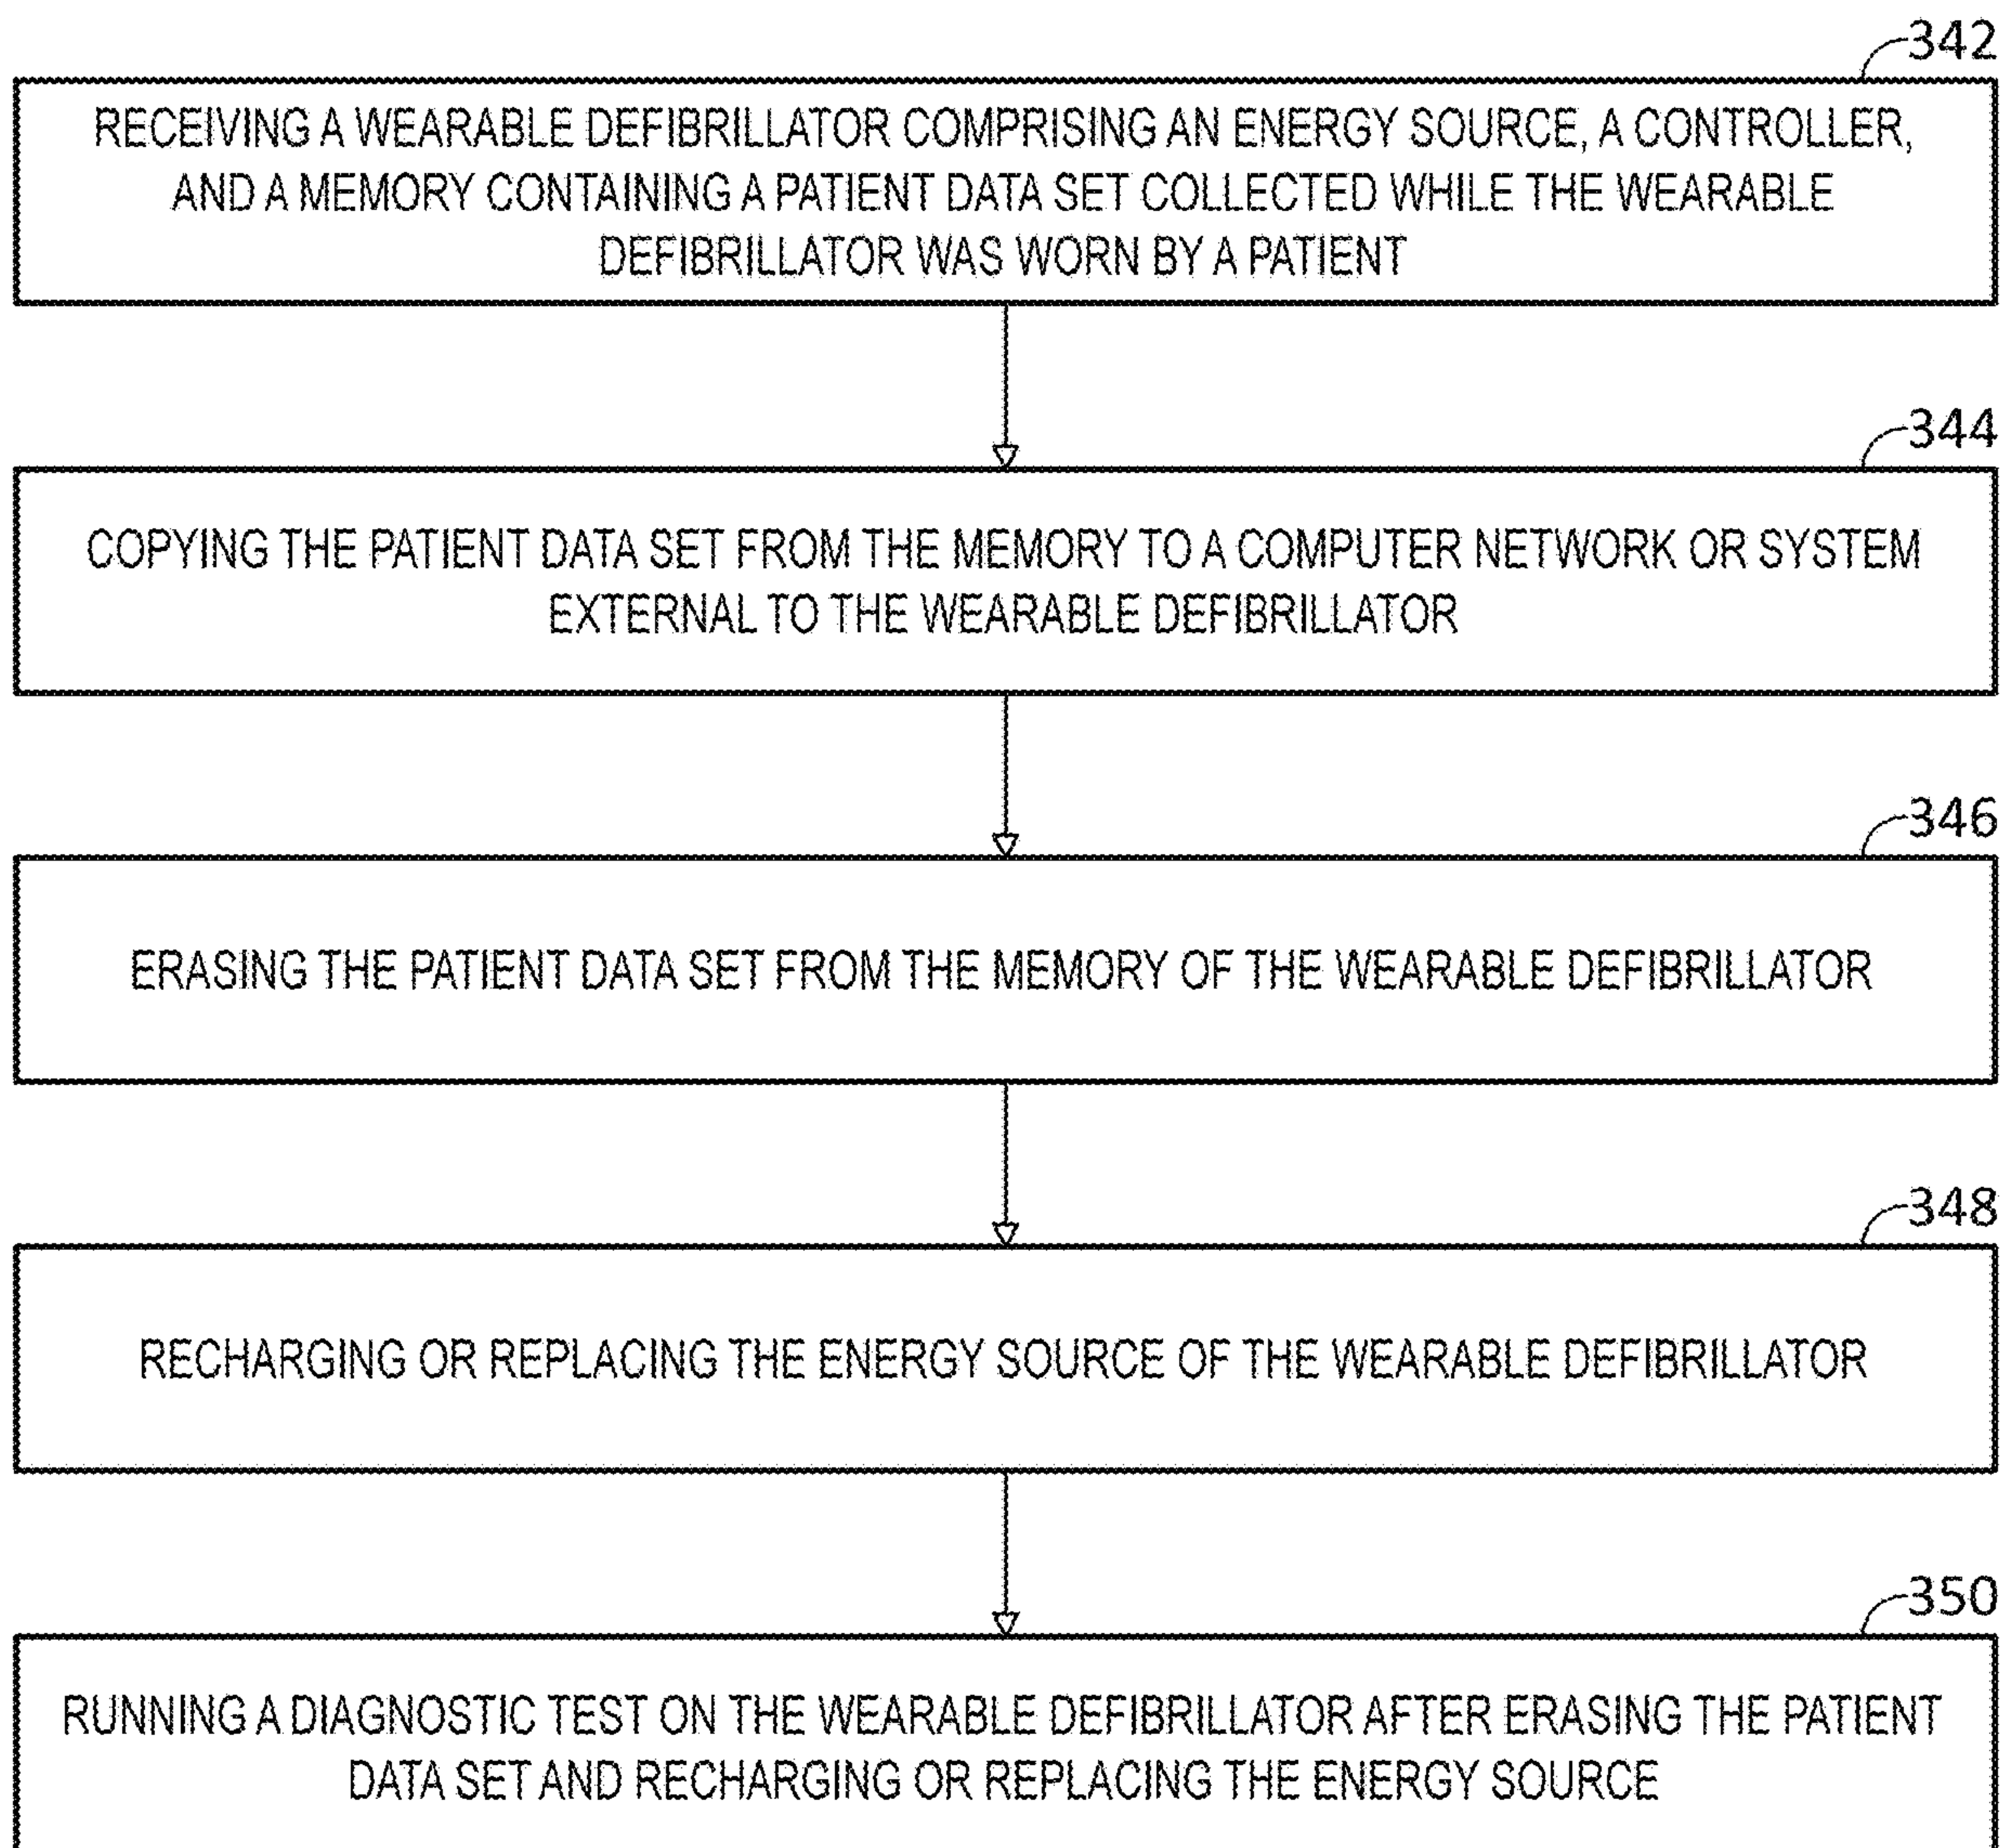 342
RECEIVING A WEARABLE DEFIBRILLATOR COMPRISING AN ENERGY SOURCE, A CONTROLLER,
AND A MEMORY CONTAINING A PATIENT DATA SET COLLECTED WHILE THE WEARABLE
DEFIBRILLATOR WAS WORN BY A PATIENT
344
COPYING THE PATIENT DATA SET FROM THE MEMORY TO A COMPUTER NETWORK OR SYSTEM
EXTERNAL TO THE WEARABLE DEFIBRILLATOR
346
ERASING THE PATIENT DATA SET FROM THE MEMORY OF THE WEARABLE DEFIBRILLATOR
348
RECHARGING OR REPLACING THE ENERGY SOURCE OF THE WEARABLE DEFIBRILLATOR
350
RUNNING A DIAGNOSTIC TEST ON THE WEARABLE DEFIBRILLATOR AFTER ERASING THE PATIENT
DATA SET AND RECHARGING OR REPLACING THE ENERGY SOURCE